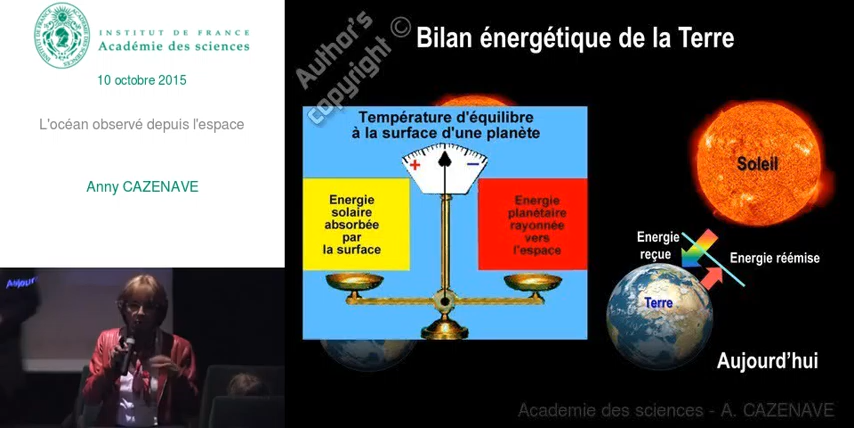 INSTITUT DE FRANCE
Académie des sciences
10 octobre 2015
L'océan observé depuis l'espace
Anny CAZENAVE
Author's
copyright ©
Bilan énergétique de la Terre
Température d'équilibre
à la surface d'une planète
+ −
Energie
solaire
absorbée
par
la surface
Energie
planétaire
rayonnée
vers
l'espace
Soleil
Energie
reçue
Energie réémise
Terre
Aujourd'hui
Academie des sciences - A. CAZENAVE